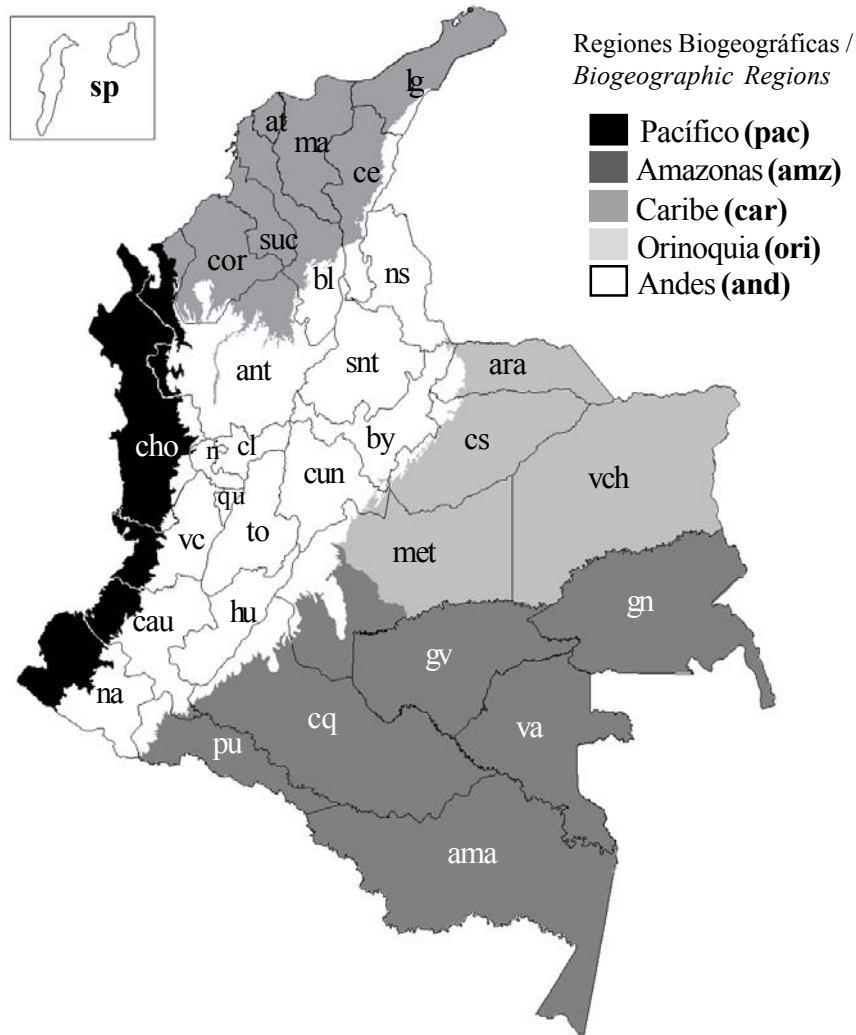 sp
Regiones Biogeográficas /
Biogeographic Regions
Pacífico (pac)
Amazonas (amz)
Caribe (car)
Orinoquia (ori)
Andes (and)
lg
at
ma
ce
suc
cor
bl
ns
ant
snt
ara
cho
ri
cl
by
cs
cun
vch
qu
vc
to
met
gn
cau
hu
gv
na
cq
va
pu
ama